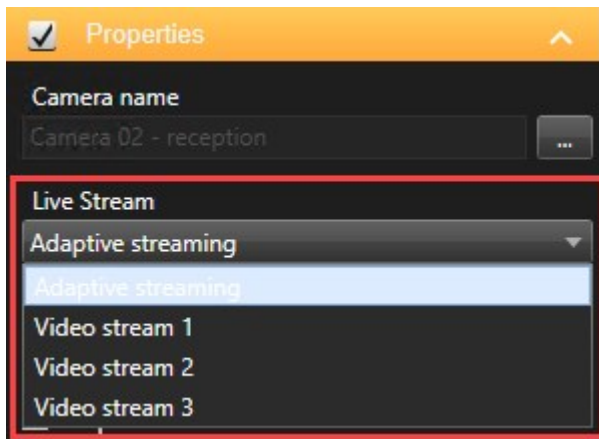 Properties
Camera name
Camera 02 - reception
...
Live Stream
Adaptive streaming
Adaptive streaming
Video stream 1
Video stream 2
Video stream 3